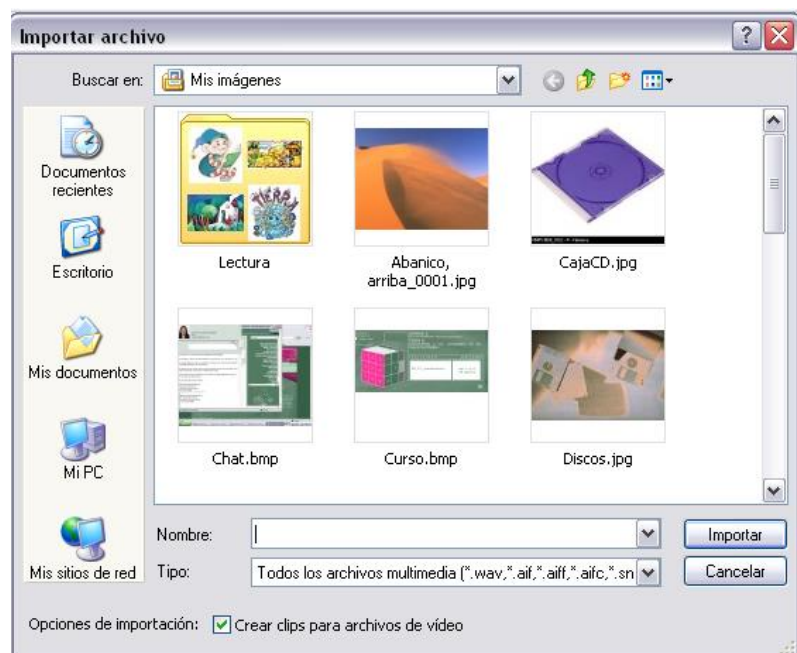 Importar archivo
Buscar en:
Mis imágenes
Documentos
recientes
Escritorio
Mis documentos
Mi PC
Mis sitios de red
TIERRA
Lectura
Abanico,
arriba_0001.jpg
CajaCD.jpg
Chat.bmp
Curso.bmp
Discos.jpg
Nombre:
Importar
Tipo:
Todos los archivos multimedia (*.wav,*.aif,*.aiff,*.aifc,*.sn
Cancelar
Opciones de importación:
Crear clips para archivos de vídeo